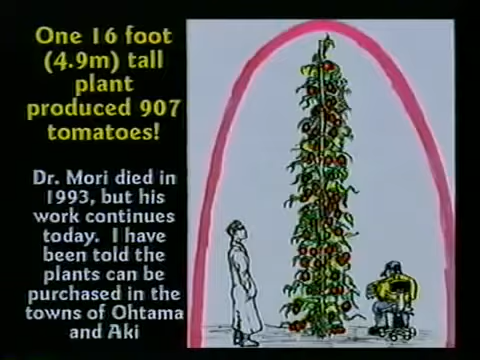 One 16 foot
(4.9m) tall
plant
produced 907
tomatoes!
Dr. Mori died in
1993, but his
work continues
today. I have
been told the
plants can be
purchased in the
towns of Ohtama
and Aki